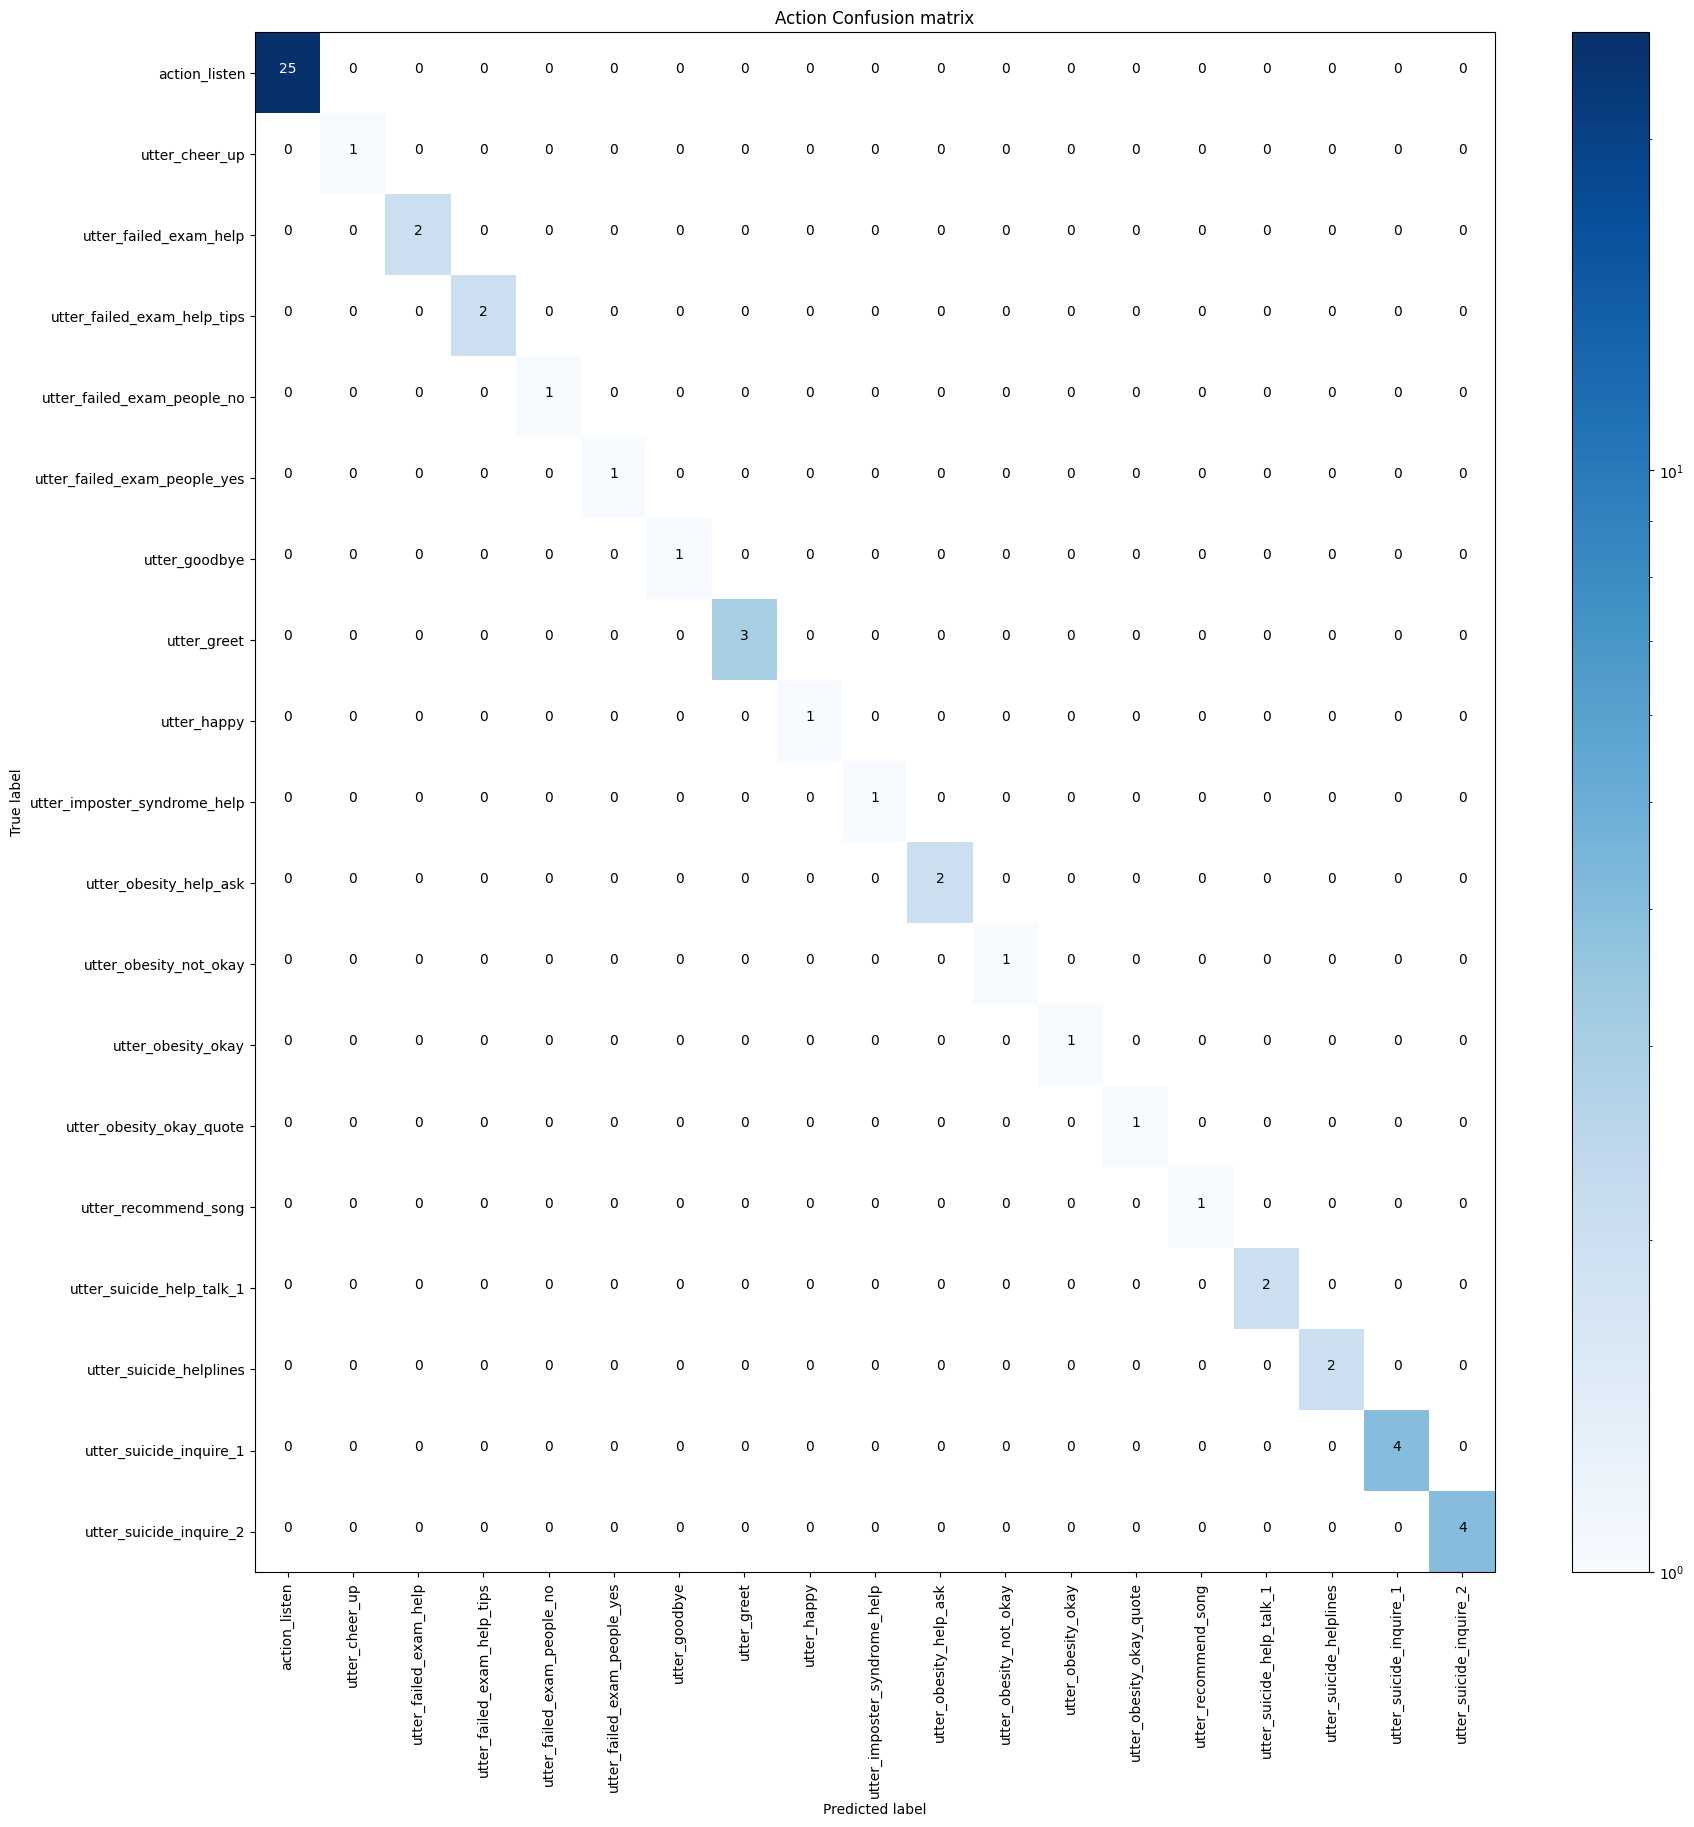 Action Confusion matrix
action_listen 25 0 0 0 0 0 0 0 0 0 0 0 0 0 0 0 0 0 0
utter_cheer_up 0 1 0 0 0 0 0 0 0 0 0 0 0 0 0 0 0 0 0
utter_failed_exam_help 0 0 2 0 0 0 0 0 0 0 0 0 0 0 0 0 0 0 0
utter_failed_exam_help_tips 0 0 0 2 0 0 0 0 0 0 0 0 0 0 0 0 0 0 0
utter_failed_exam_people_no 0 0 0 0 1 0 0 0 0 0 0 0 0 0 0 0 0 0 0
utter_failed_exam_people_yes 0 0 0 0 0 1 0 0 0 0 0 0 0 0 0 0 0 0 0
utter_goodbye 0 0 0 0 0 0 1 0 0 0 0 0 0 0 0 0 0 0 0
utter_greet 0 0 0 0 0 0 0 3 0 0 0 0 0 0 0 0 0 0 0
utter_happy 0 0 0 0 0 0 0 0 1 0 0 0 0 0 0 0 0 0 0
utter_imposter_syndrome_help 0 0 0 0 0 0 0 0 0 1 0 0 0 0 0 0 0 0 0
utter_obesity_help_ask 0 0 0 0 0 0 0 0 0 0 2 0 0 0 0 0 0 0 0
utter_obesity_not_okay 0 0 0 0 0 0 0 0 0 0 0 1 0 0 0 0 0 0 0
utter_obesity_okay 0 0 0 0 0 0 0 0 0 0 0 0 1 0 0 0 0 0 0
utter_obesity_okay_quote 0 0 0 0 0 0 0 0 0 0 0 0 0 1 0 0 0 0 0
utter_recommend_song 0 0 0 0 0 0 0 0 0 0 0 0 0 0 1 0 0 0 0
utter_suicide_help_talk_1 0 0 0 0 0 0 0 0 0 0 0 0 0 0 0 2 0 0 0
utter_suicide_helplines 0 0 0 0 0 0 0 0 0 0 0 0 0 0 0 0 2 0 0
utter_suicide_inquire_1 0 0 0 0 0 0 0 0 0 0 0 0 0 0 0 0 0 4 0
utter_suicide_inquire_2 0 0 0 0 0 0 0 0 0 0 0 0 0 0 0 0 0 0 4
True label
action_listen
utter_cheer_up
utter_failed_exam_help
utter_failed_exam_help_tips
utter_failed_exam_people_no
utter_failed_exam_people_yes
utter_goodbye
utter_greet
utter_happy
utter_imposter_syndrome_help
utter_obesity_help_ask
utter_obesity_not_okay
utter_obesity_okay
utter_obesity_okay_quote
utter_recommend_song
utter_suicide_help_talk_1
utter_suicide_helplines
utter_suicide_inquire_1
utter_suicide_inquire_2
Predicted label
10¹
10⁰